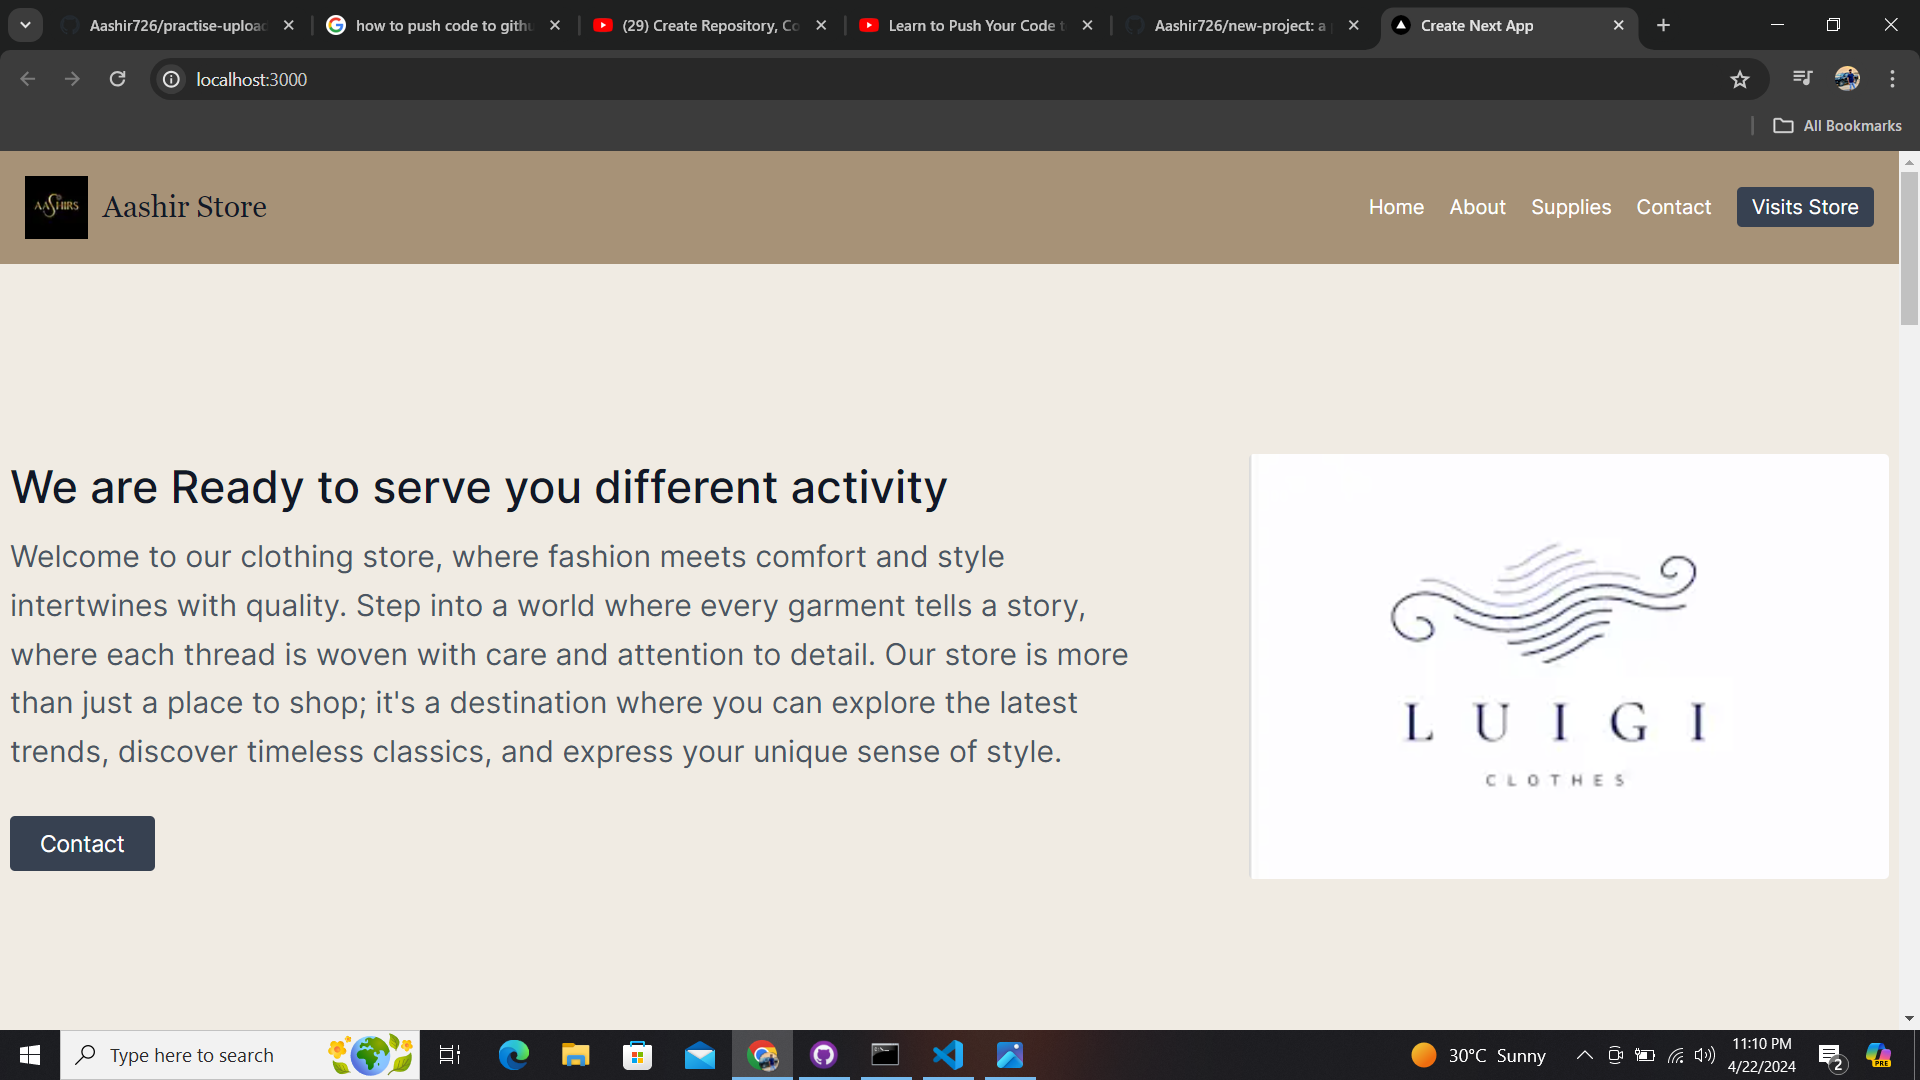 Aashir726/practise-upload
how to push code to githu
(29) Create Repository, Co
Learn to Push Your Code t
Aashir726/new-project: a p
Create Next App
localhost:3000
All Bookmarks
AASHIRS
Aashir Store
Home
About
Supplies
Contact
Visits Store
We are Ready to serve you different activity
Welcome to our clothing store, where fashion meets comfort and style
intertwines with quality. Step into a world where every garment tells a story,
where each thread is woven with care and attention to detail. Our store is more
than just a place to shop; it's a destination where you can explore the latest
trends, discover timeless classics, and express your unique sense of style.
Contact
LUIGI
CLOTHES
Type here to search
30°C Sunny
11:10 PM
4/22/2024
2
PRE